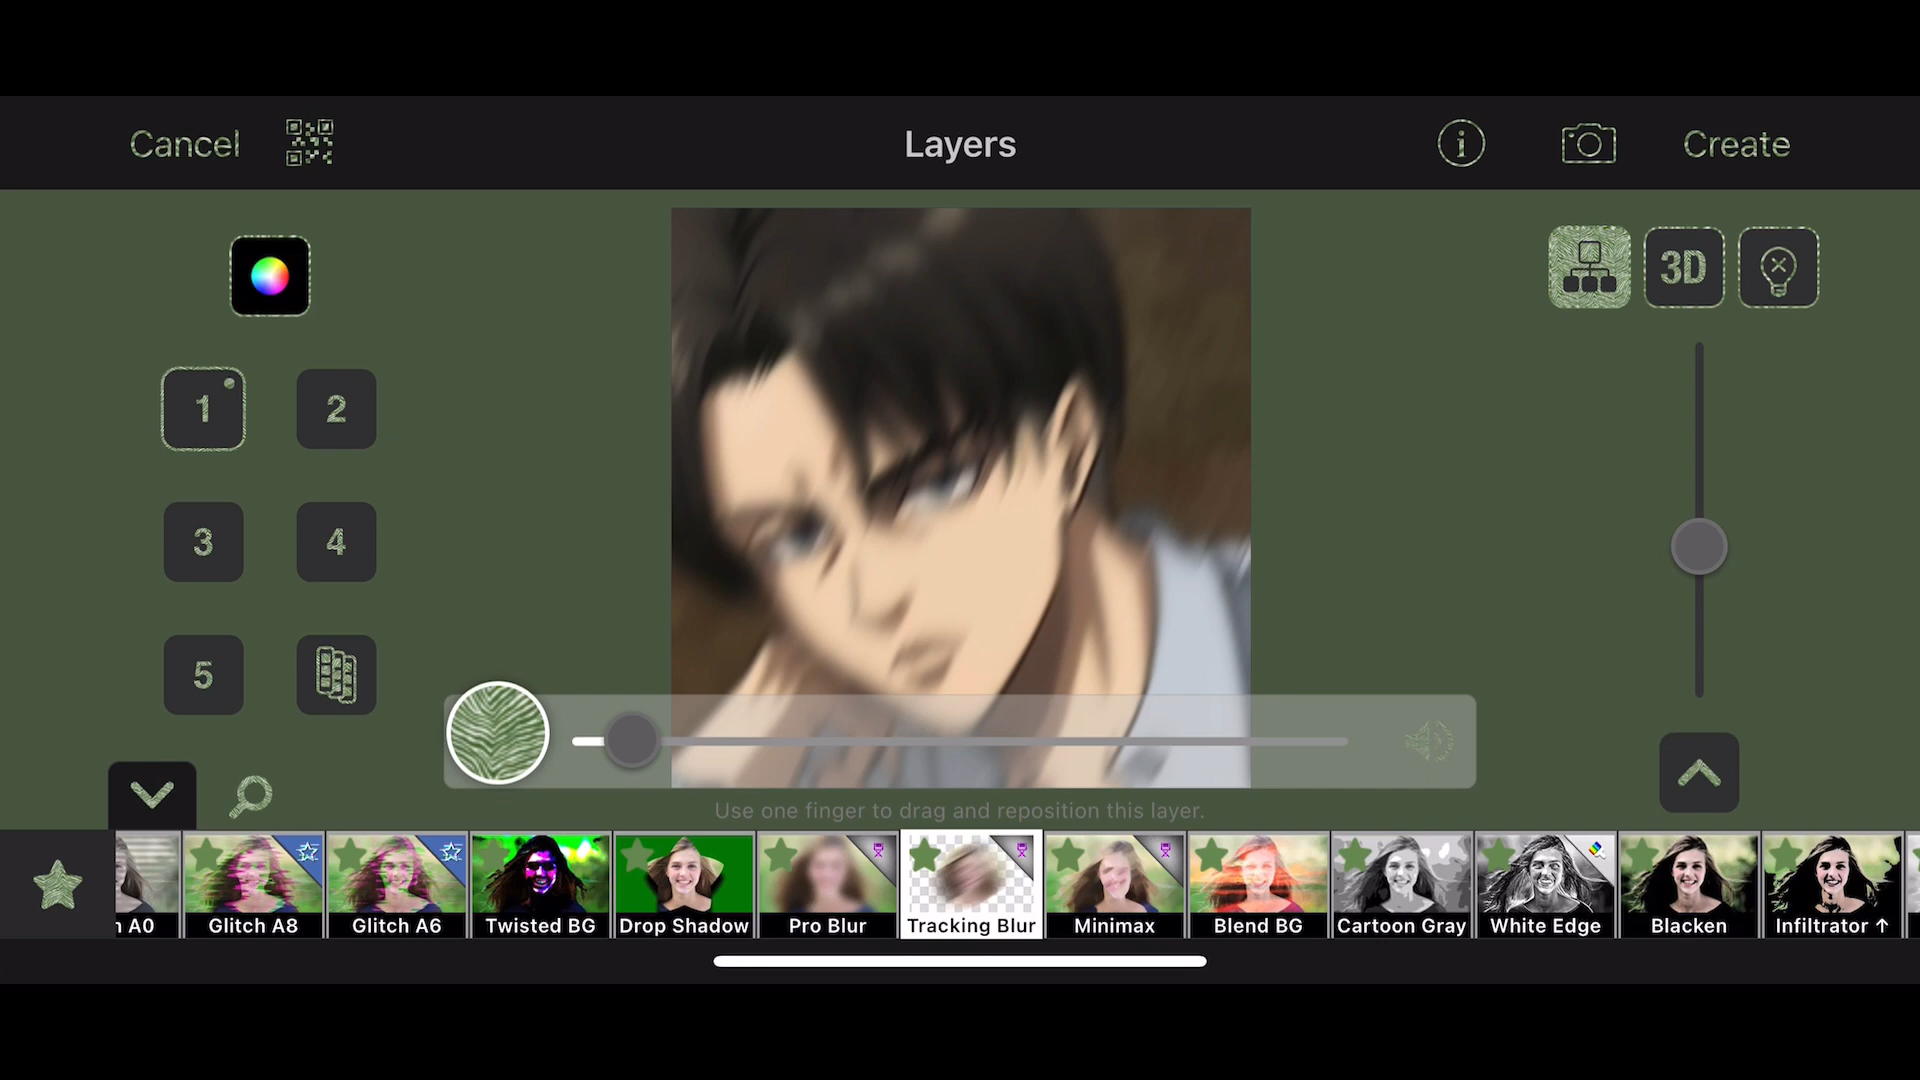 Cancel
Layers
Create
3D
1
2
3
4
5
Use one finger to drag and reposition this layer.
n A0
Glitch A8
Glitch A6
Twisted BG
Drop Shadow
Pro Blur
Tracking Blur
Minimax
Blend BG
Cartoon Gray
White Edge
Blacken
Infiltrator ↑